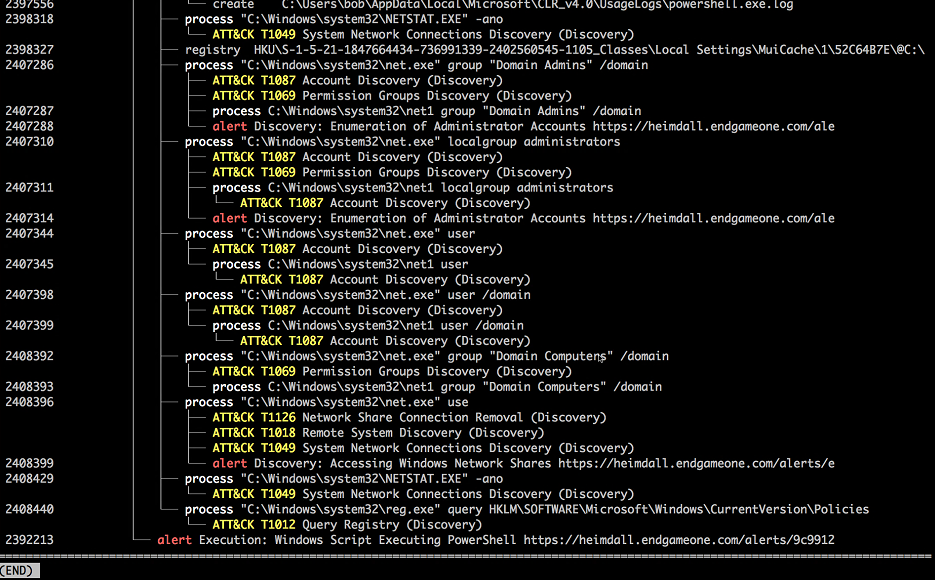 2397556 create C:\Users\bob\AppData\Local\Microsoft\CLR_v4.0\UsageLogs\powershell.exe.log
2398318 process "C:\Windows\system32\NETSTAT.EXE" -ano
ATT&CK T1049 System Network Connections Discovery (Discovery)
2398327 registry HKU\S-1-5-21-1847664434-736991339-2402560545-1105_Classes\Local Settings\MuiCache\1\52C64B7E\@C:\
2407286 process "C:\Windows\system32\net.exe" group "Domain Admins" /domain
ATT&CK T1087 Account Discovery (Discovery)
ATT&CK T1069 Permission Groups Discovery (Discovery)
2407287 process C:\Windows\system32\net1 group "Domain Admins" /domain
2407288 alert Discovery: Enumeration of Administrator Accounts https://heimdall.endgameone.com/ale
2407310 process "C:\Windows\system32\net.exe" localgroup administrators
ATT&CK T1087 Account Discovery (Discovery)
ATT&CK T1069 Permission Groups Discovery (Discovery)
2407311 process C:\Windows\system32\net1 localgroup administrators
ATT&CK T1087 Account Discovery (Discovery)
2407314 alert Discovery: Enumeration of Administrator Accounts https://heimdall.endgameone.com/ale
2407344 process "C:\Windows\system32\net.exe" user
ATT&CK T1087 Account Discovery (Discovery)
2407345 process C:\Windows\system32\net1 user
ATT&CK T1087 Account Discovery (Discovery)
2407398 process "C:\Windows\system32\net.exe" user /domain
ATT&CK T1087 Account Discovery (Discovery)
2407399 process C:\Windows\system32\net1 user /domain
ATT&CK T1087 Account Discovery (Discovery)
2408392 process "C:\Windows\system32\net.exe" group "Domain Computers" /domain
ATT&CK T1069 Permission Groups Discovery (Discovery)
2408393 process C:\Windows\system32\net1 group "Domain Computers" /domain
2408396 process "C:\Windows\system32\net.exe" use
ATT&CK T1126 Network Share Connection Removal (Discovery)
ATT&CK T1018 Remote System Discovery (Discovery)
ATT&CK T1049 System Network Connections Discovery (Discovery)
2408399 alert Discovery: Accessing Windows Network Shares https://heimdall.endgameone.com/alerts/e
2408429 process "C:\Windows\system32\NETSTAT.EXE" -ano
ATT&CK T1049 System Network Connections Discovery (Discovery)
2408440 process "C:\Windows\system32\reg.exe" query HKLM\SOFTWARE\Microsoft\Windows\CurrentVersion\Policies
ATT&CK T1012 Query Registry (Discovery)
2392213 alert Execution: Windows Script Executing PowerShell https://heimdall.endgameone.com/alerts/9c9912
(END)